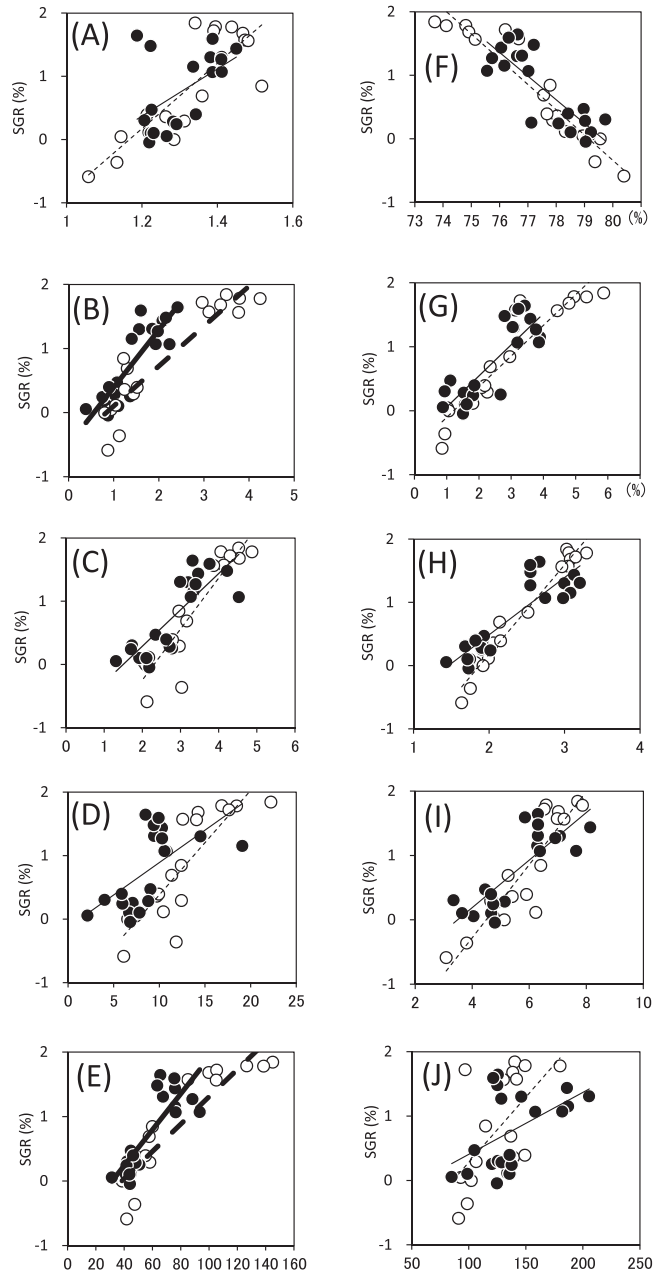 (A)
SGR (%)
2
1
0
-1
1 1.2 1.4 1.6
(F)
SGR (%)
2
1
0
-1
73 74 75 76 77 78 79 80 (%)
(B)
SGR (%)
2
1
0
-1
0 1 2 3 4 5
(G)
SGR (%)
2
1
0
-1
0 1 2 3 4 5 6 (%)
(C)
SGR (%)
2
1
0
-1
0 1 2 3 4 5 6
(H)
SGR (%)
2
1
0
-1
1 2 3 4
(D)
SGR (%)
2
1
0
-1
0 5 10 15 20 25
(I)
SGR (%)
2
1
0
-1
2 4 6 8 10
(E)
SGR (%)
2
1
0
-1
0 20 40 60 80 100 120 140 160
(J)
SGR (%)
2
1
0
-1
50 100 150 200 250